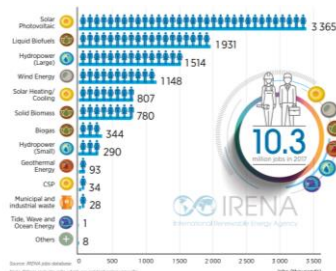 Solar
Photovoltaic
3 365
Liquid Biofuels
1 931
Hydropower
(Large)
1 514
Wind Energy
1 148
Solar Heating/
Cooling
807
Solid Biomass
780
Biogas
344
Hydropower
(Small)
290
Geothermal
Energy
93
CSP
34
Municipal and
industrial waste
28
Tide, Wave and
Ocean Energy
1
Others
8
10.3
million jobs in 2017
IRENA
International Renewable Energy Agency
0 500 1 000 1 500 2 000 2 500 3 000 3 500
Source: IRENA jobs database.